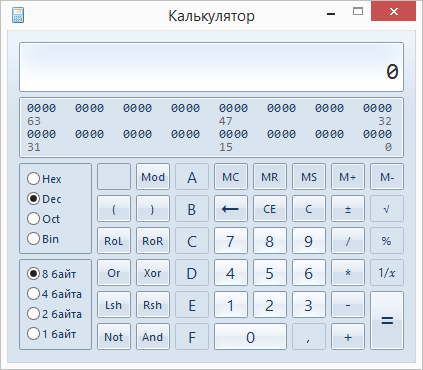 Калькулятор
0
0000 0000 0000 0000 0000 0000 0000 0000
63 47 32
0000 0000 0000 0000 0000 0000 0000 0000
31 15 0
Hex Mod A MC MR MS M+ M-
Dec ( ) B ← CE C ± √
Oct RoL RoR C 7 8 9 / %
Bin
8 байт Or Xor D 4 5 6 * 1/x
4 байта Lsh Rsh E 1 2 3 - =
2 байта
1 байт Not And F 0 , +